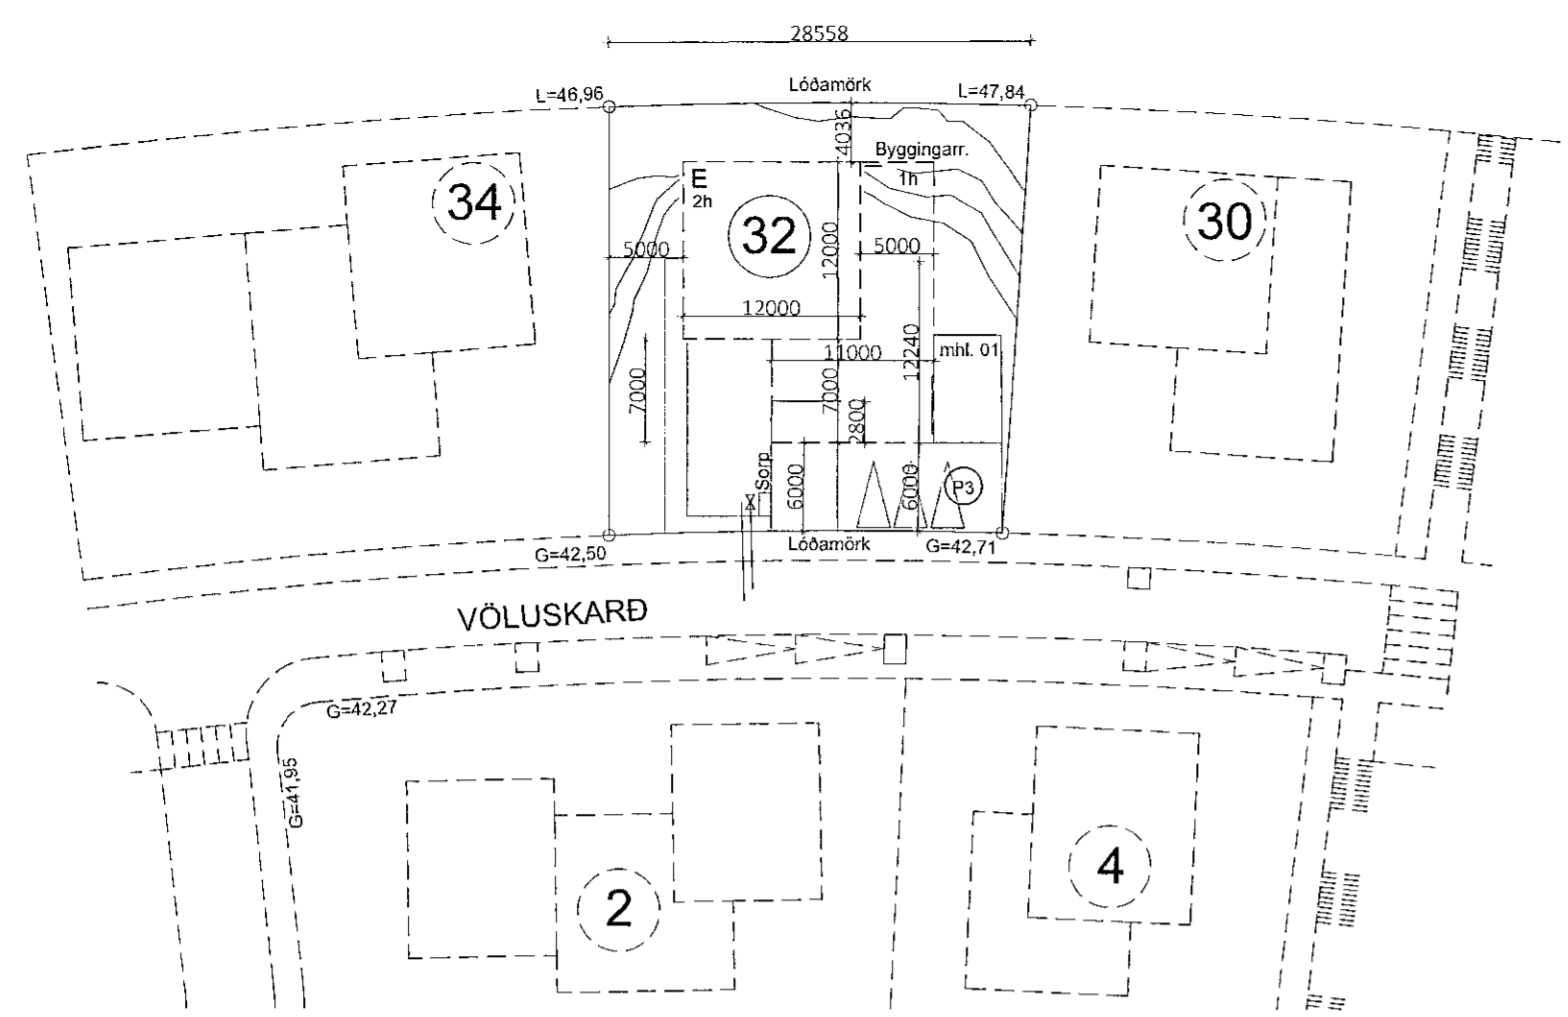 28558
Lóðamörk
L=46,96
L=47,84
4036
Byggingarr.
1h
E
2h
34
32
30
5000
12000
5000
12000
11000
12240
mhl. 01
7000
7000
2800
Sorp
6000
6000
P3
G=42,50
Lóðamörk
G=42,71
VÖLUSKARÐ
G=42,27
G=41,95
2
4